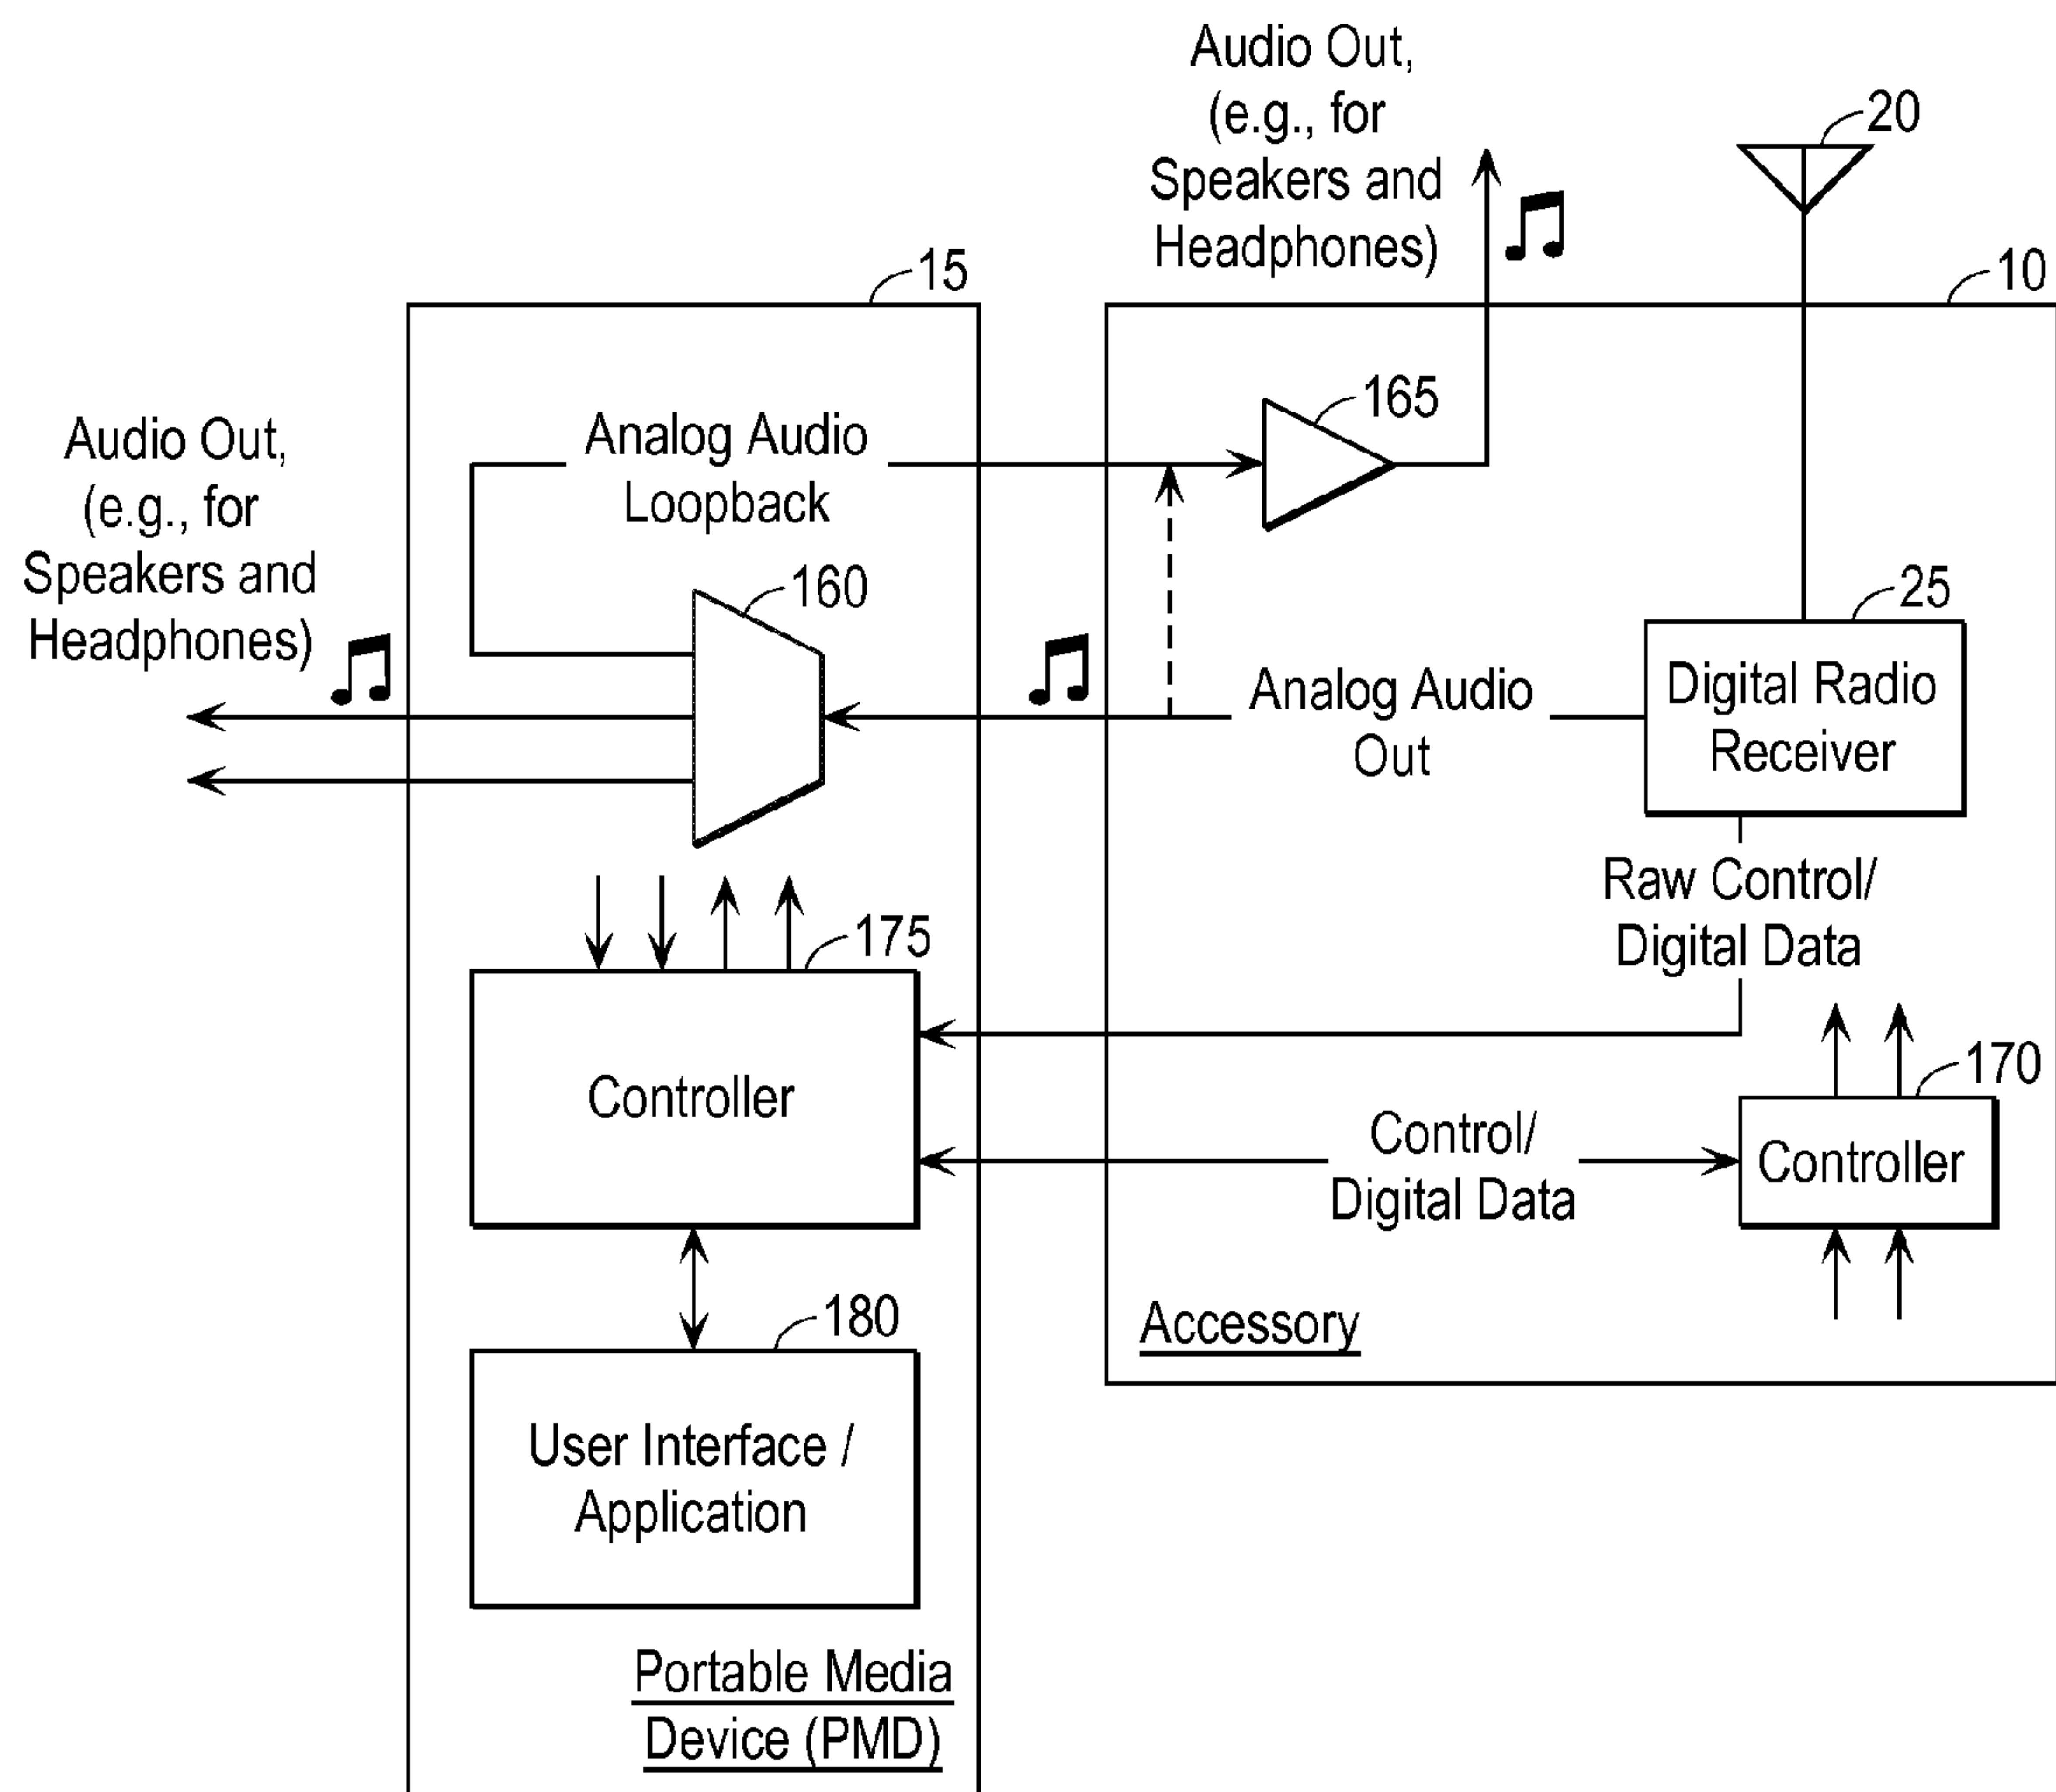 Audio Out,
(e.g., for
Speakers and
Headphones)
20
10
15
165
Analog Audio
Loopback
Audio Out,
(e.g., for
Speakers and
Headphones)
160
25
Digital Radio
Receiver
Analog Audio
Out
Raw Control/
Digital Data
175
Controller
170
Controller
Control/
Digital Data
180
Accessory
User Interface /
Application
Portable Media
Device (PMD)